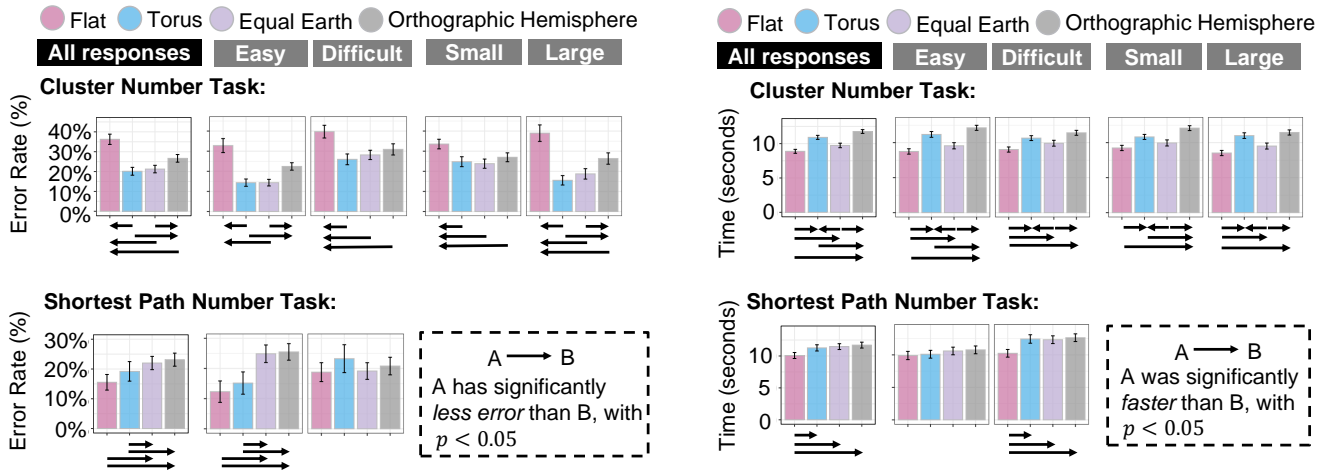 Flat Torus Equal Earth Orthographic Hemisphere
All responses Easy Difficult Small Large
Cluster Number Task:
Error Rate (%)
40%
30%
20%
10%
0%
Shortest Path Number Task:
Error Rate (%)
30%
20%
10%
0%
A B
A has significantly
less error than B, with
p < 0.05
Flat Torus Equal Earth Orthographic Hemisphere
All responses Easy Difficult Small Large
Cluster Number Task:
Time (seconds)
10
5
0
Shortest Path Number Task:
Time (seconds)
10
5
0
A B
A was significantly
faster than B, with
p < 0.05